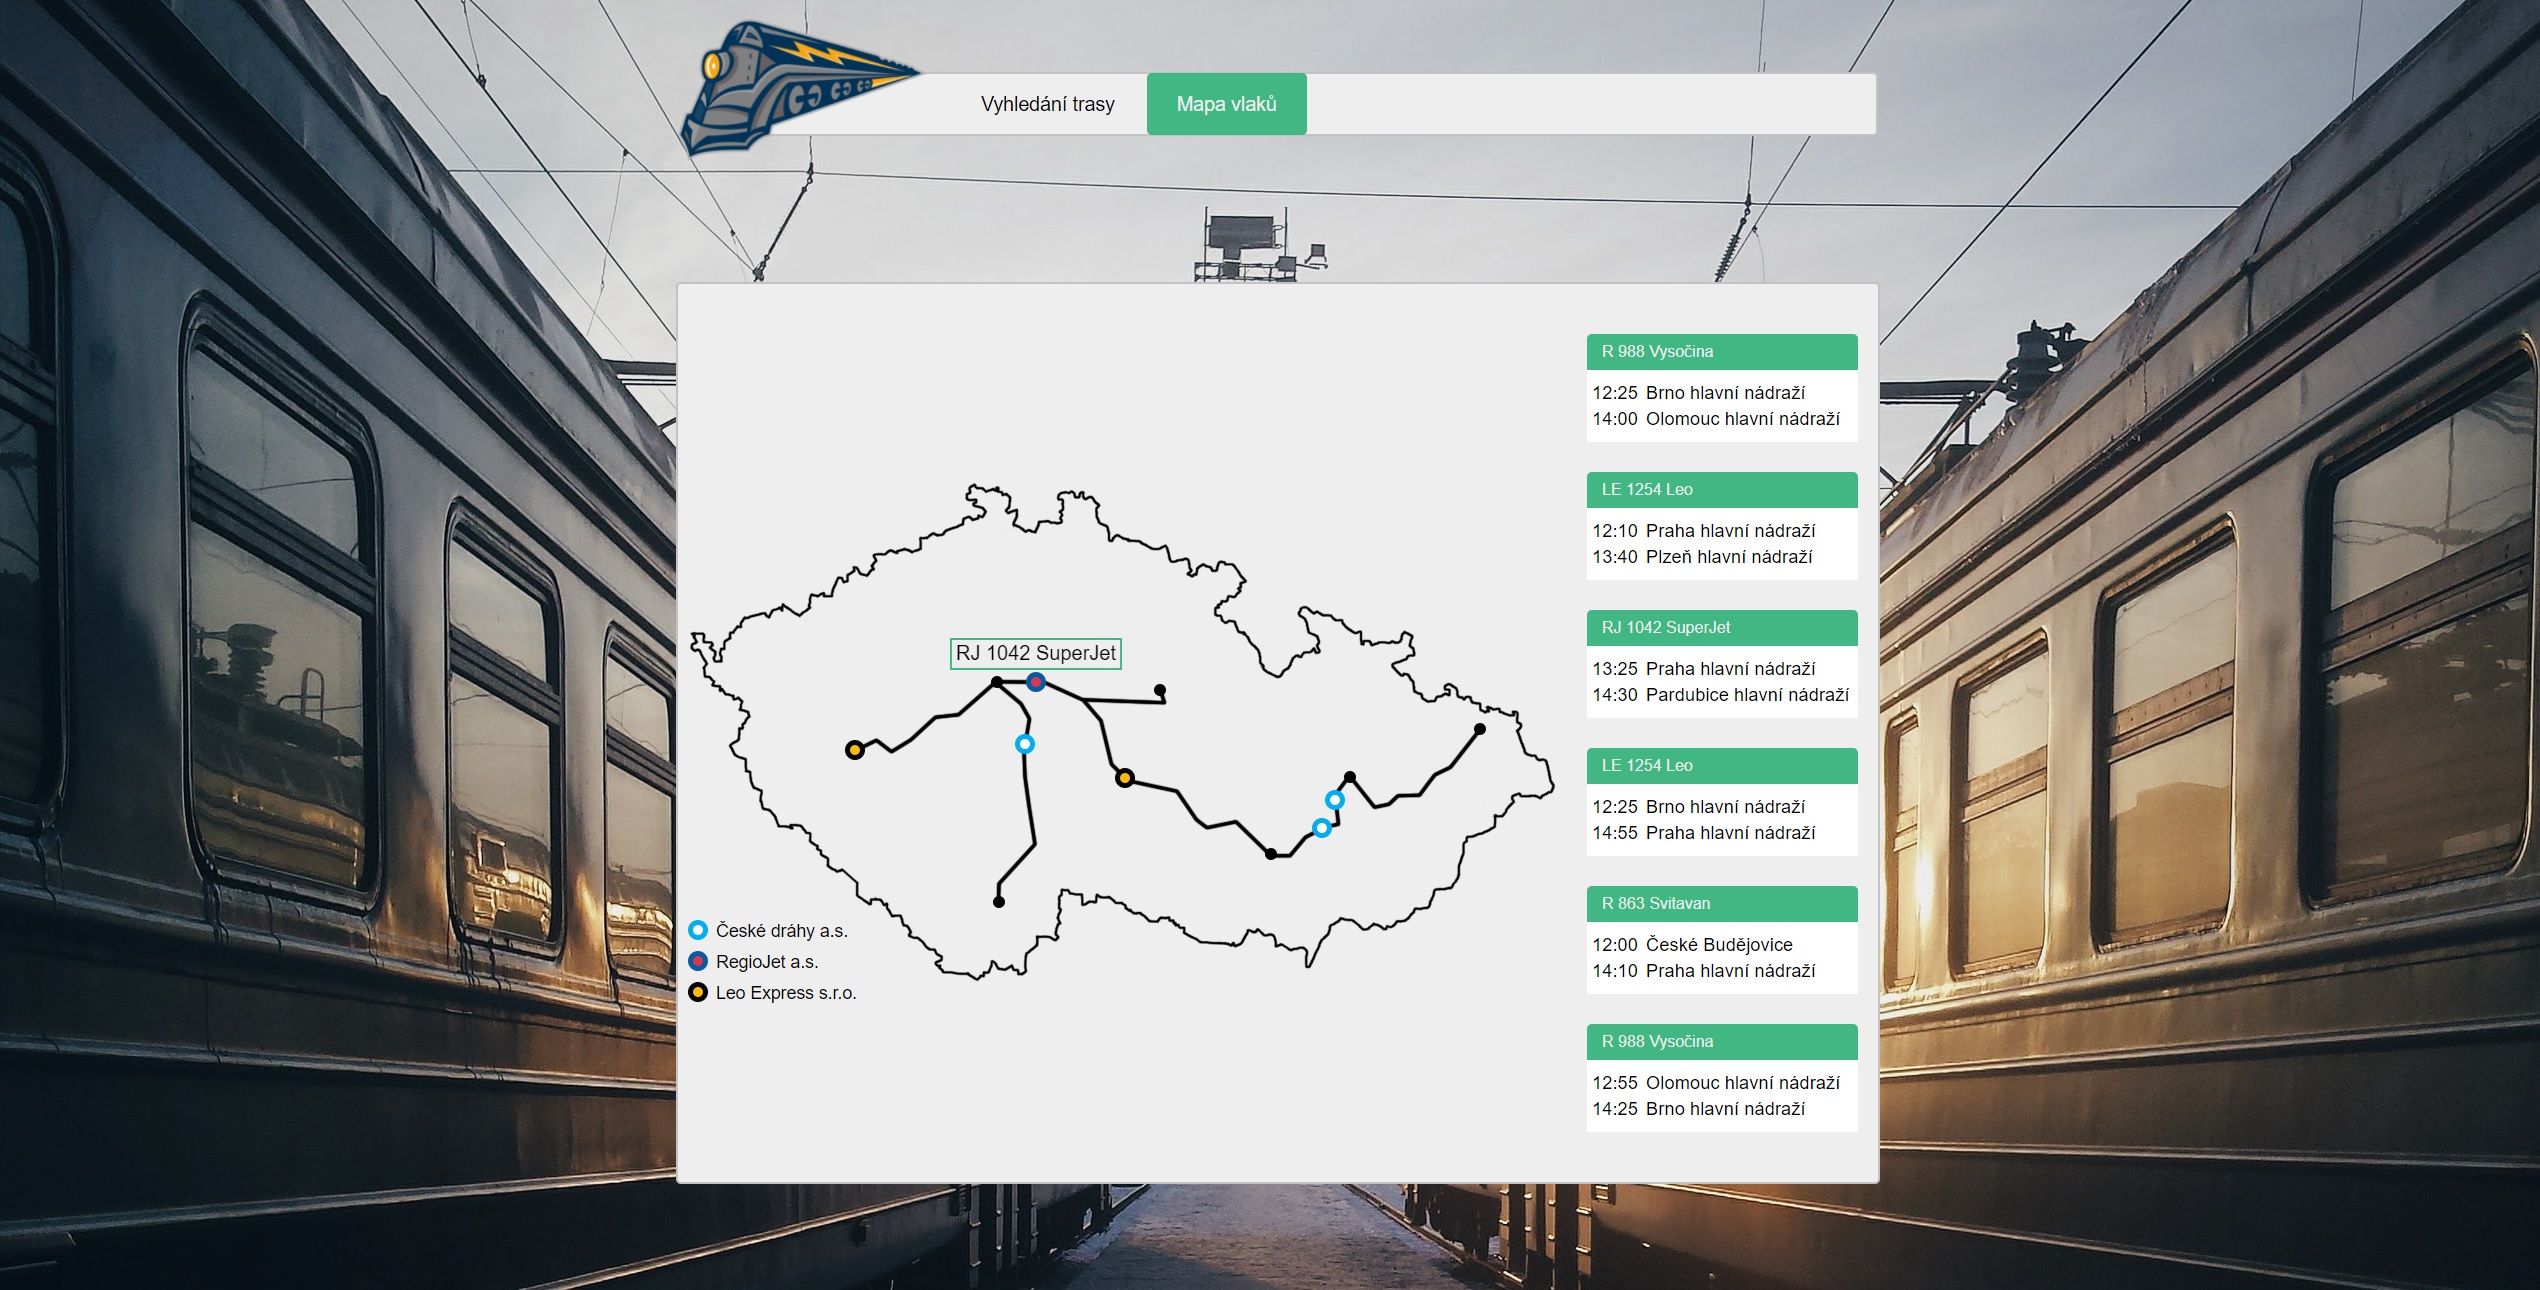 Vyhledání trasy
Mapa vlaků
RJ 1042 SuperJet
České dráhy a.s.
RegioJet a.s.
Leo Express s.r.o.
R 988 Vysočina
12:25 Brno hlavní nádraží
14:00 Olomouc hlavní nádraží
LE 1254 Leo
12:10 Praha hlavní nádraží
13:40 Plzeň hlavní nádraží
RJ 1042 SuperJet
13:25 Praha hlavní nádraží
14:30 Pardubice hlavní nádraží
LE 1254 Leo
12:25 Brno hlavní nádraží
14:55 Praha hlavní nádraží
R 863 Svitavan
12:00 České Budějovice
14:10 Praha hlavní nádraží
R 988 Vysočina
12:55 Olomouc hlavní nádraží
14:25 Brno hlavní nádraží